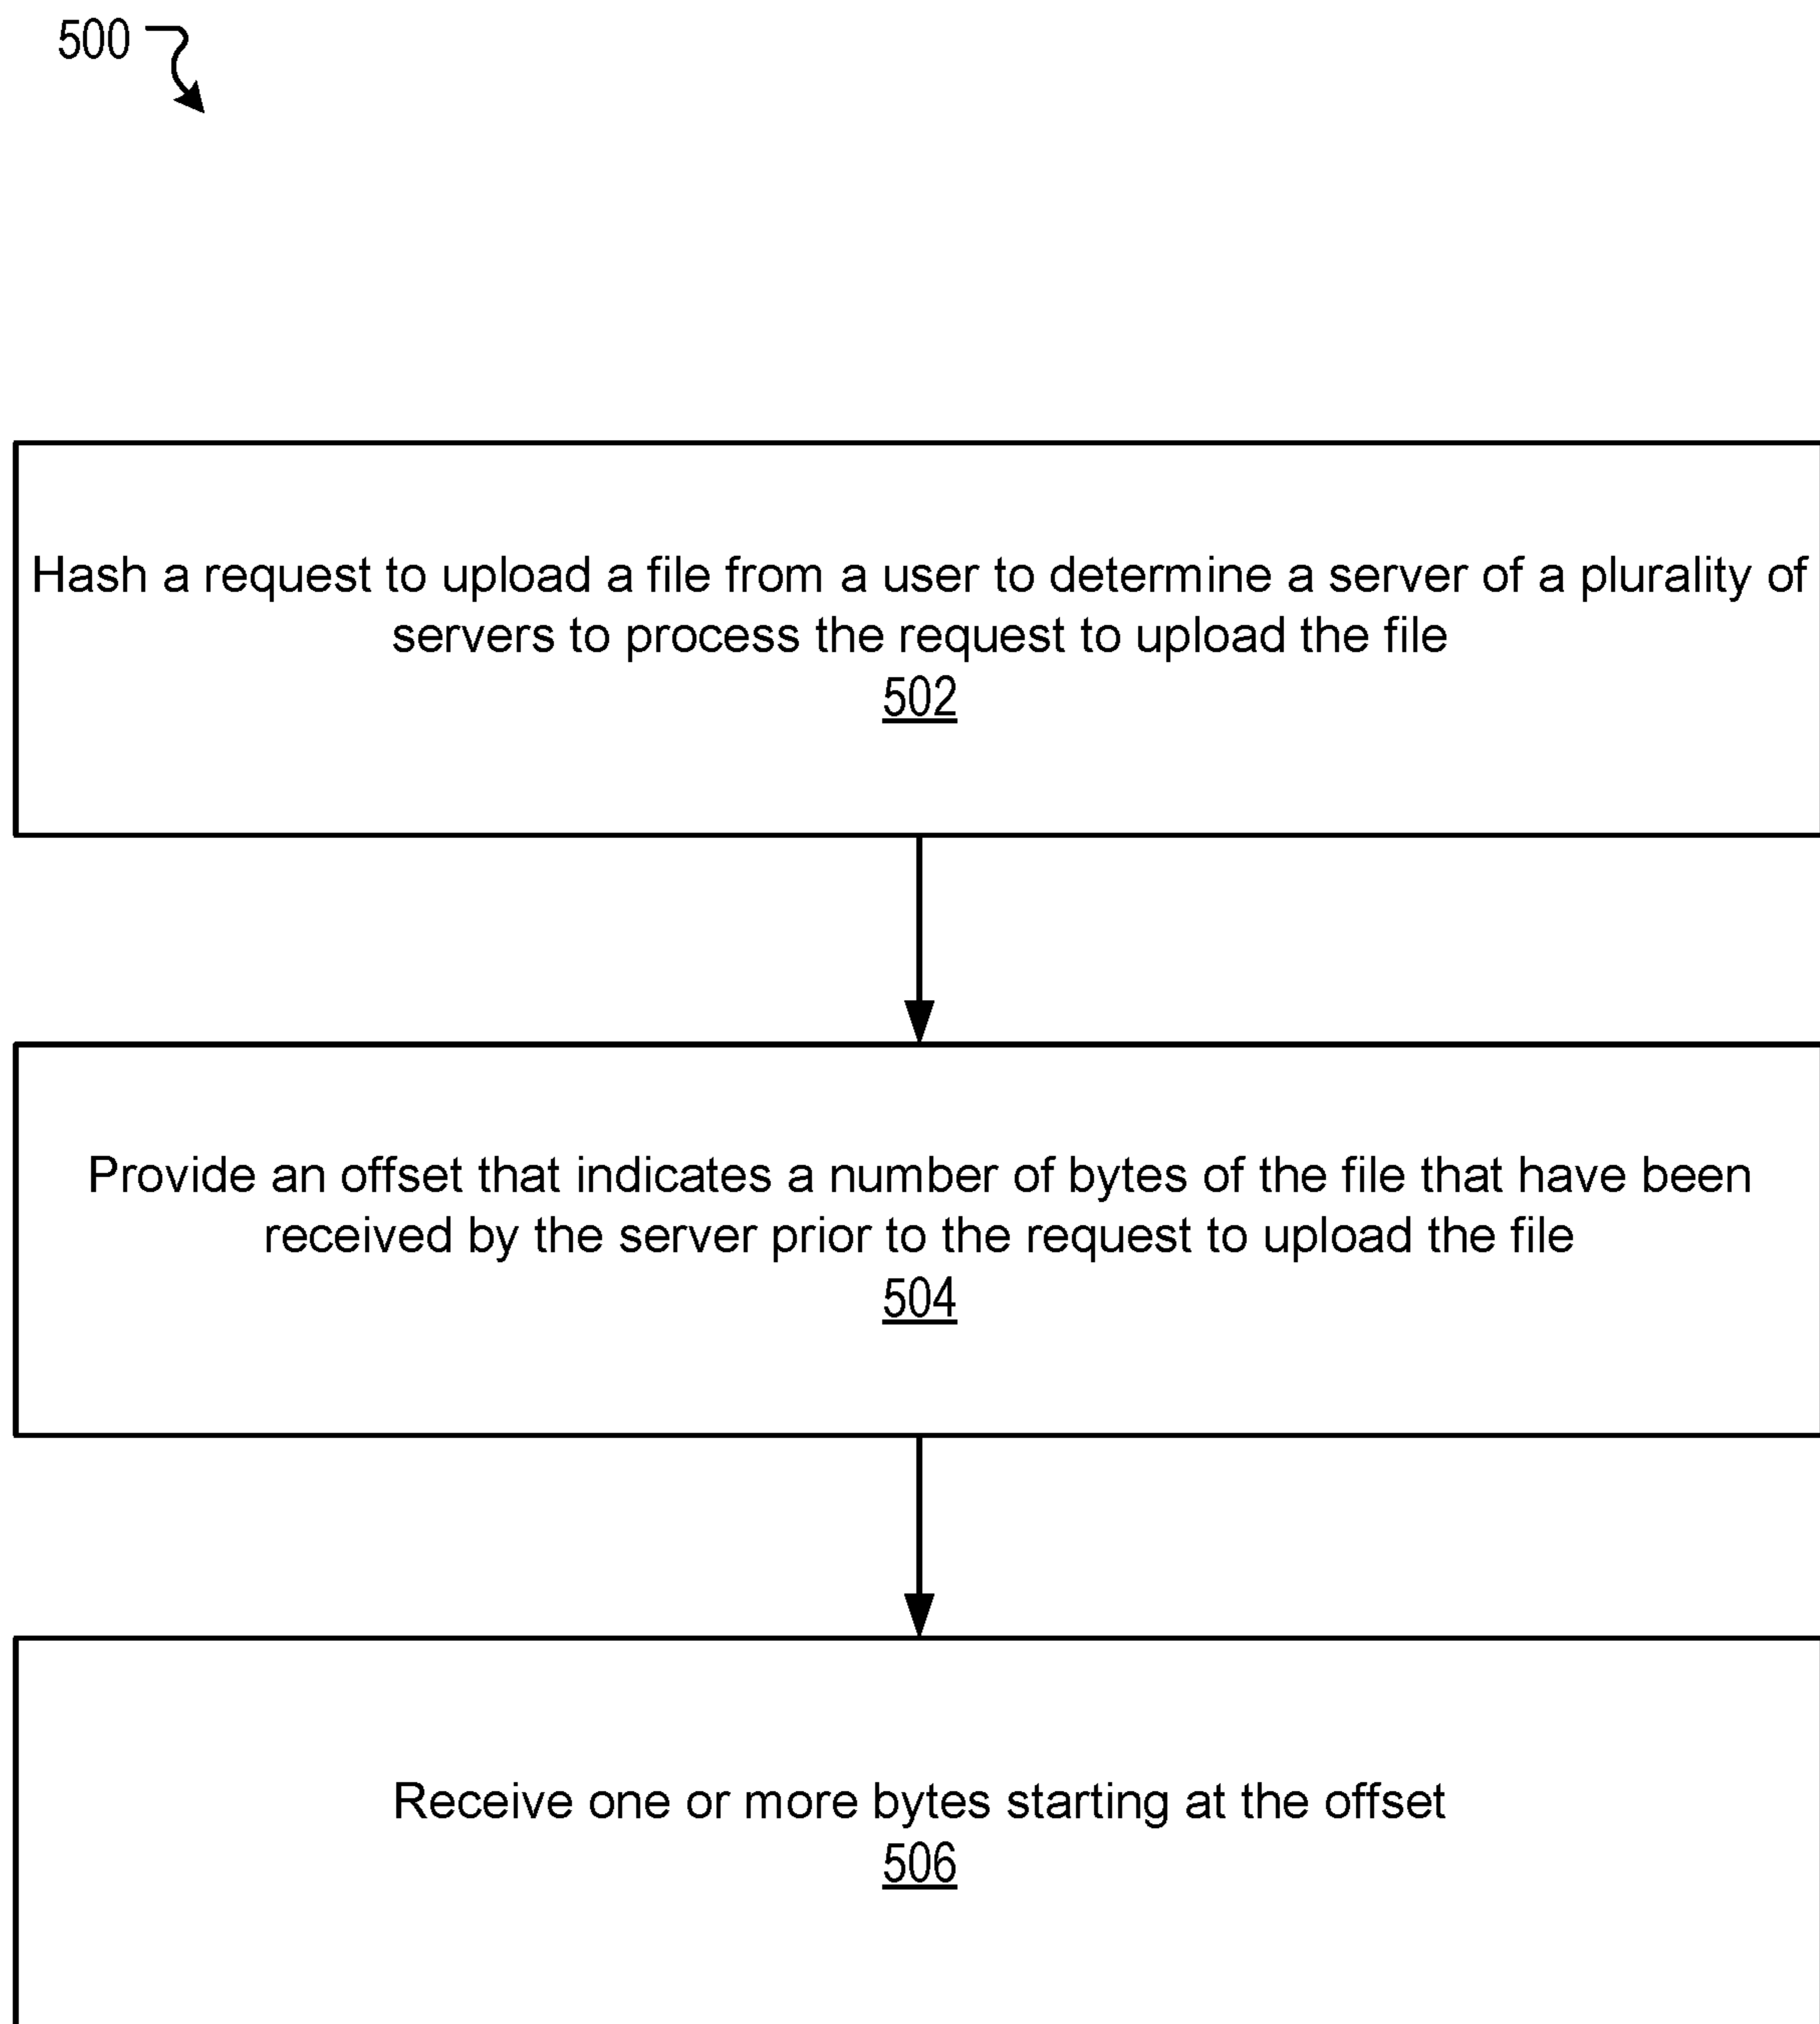 500
Hash a request to upload a file from a user to determine a server of a plurality of
servers to process the request to upload the file
502
Provide an offset that indicates a number of bytes of the file that have been
received by the server prior to the request to upload the file
504
Receive one or more bytes starting at the offset
506